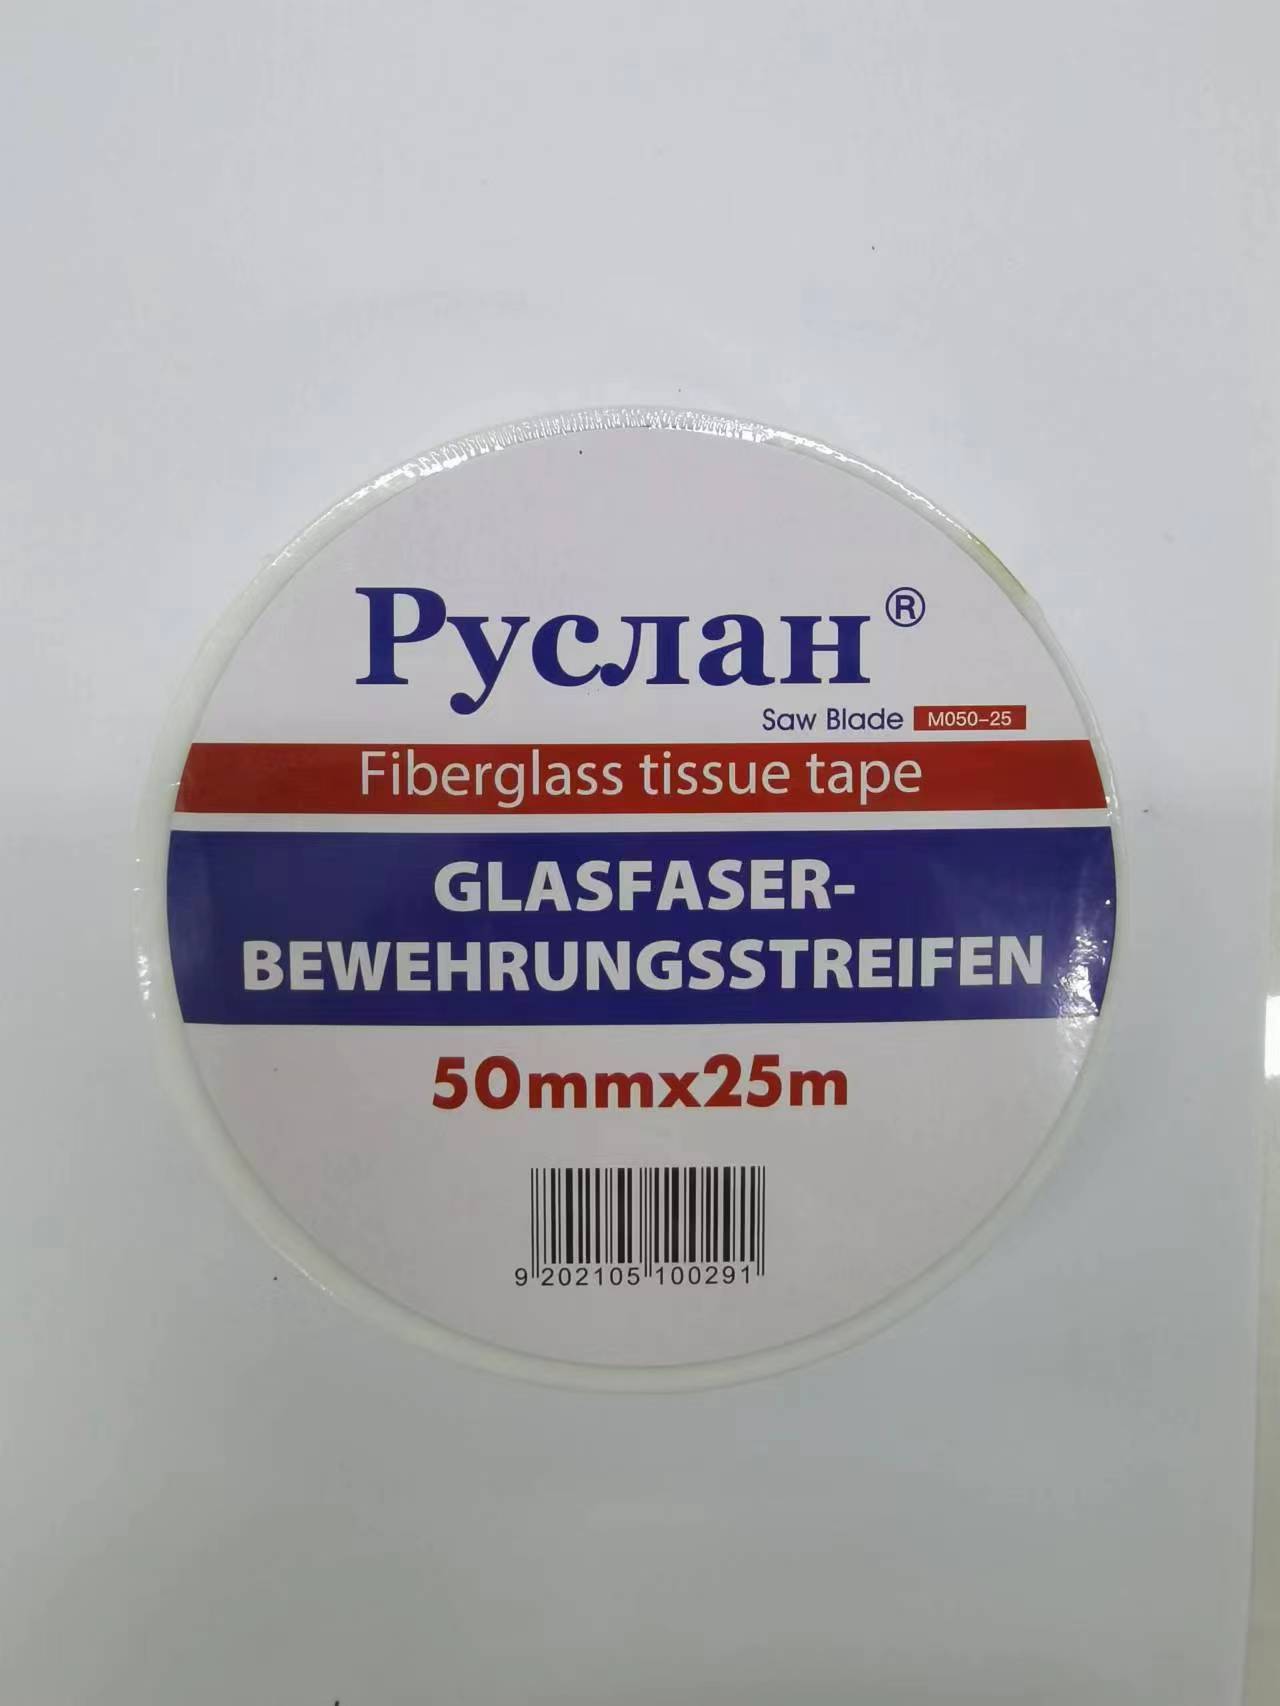 Руслан®
Saw Blade M050-25
Fiberglass tissue tape
GLASFASER-
BEWEHRUNGSSTREIFEN
50mmx25m
9 202105 100291